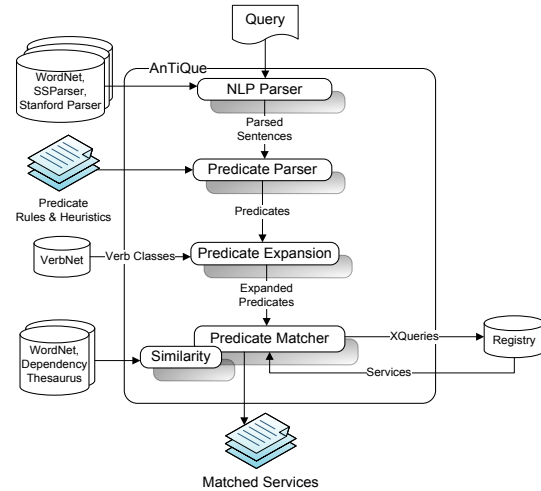 Query
AnTiQue
WordNet,
SSParser,
Stanford Parser
NLP Parser
Parsed
Sentences
Predicate Parser
Predicate
Rules & Heuristics
Predicates
VerbNet
Verb Classes
Predicate Expansion
Expanded
Predicates
Predicate Matcher
XQueries
Registry
Similarity
WordNet,
Dependency
Thesaurus
Services
Matched Services